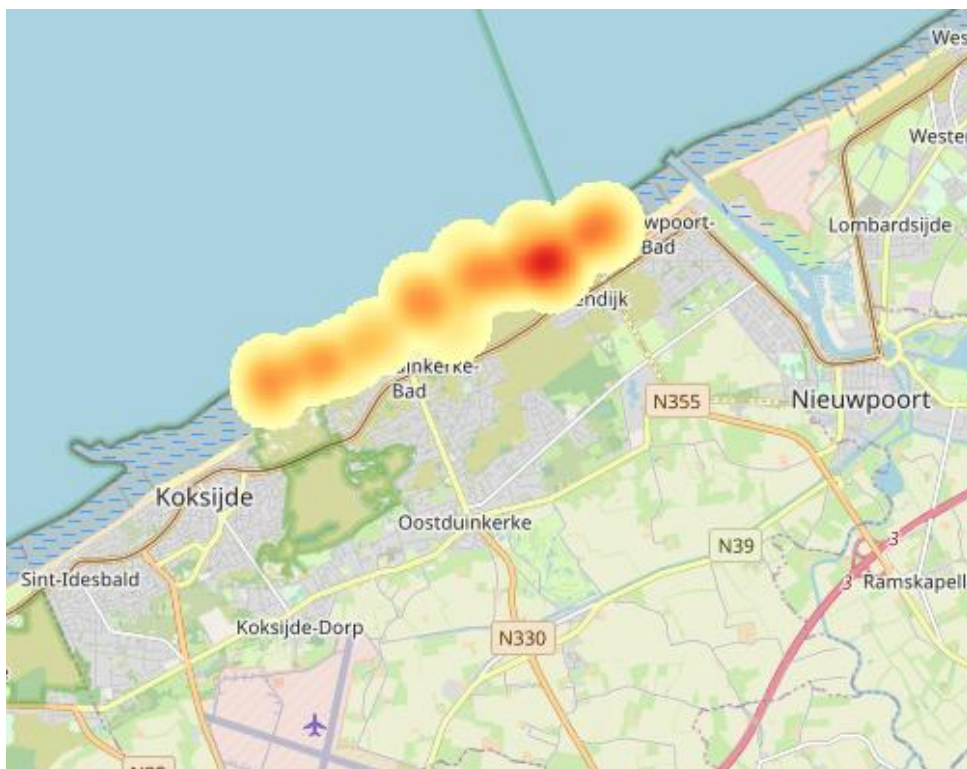 Wes
Weste
wpoort-
Bad
Lombardsijde
endijk
uinkerke-
Bad
N355
Nieuwpoort
Koksijde
Oostduinkerke
N39
3
3
Sint-Idesbald
Ramskapell
Koksijde-Dorp
N330